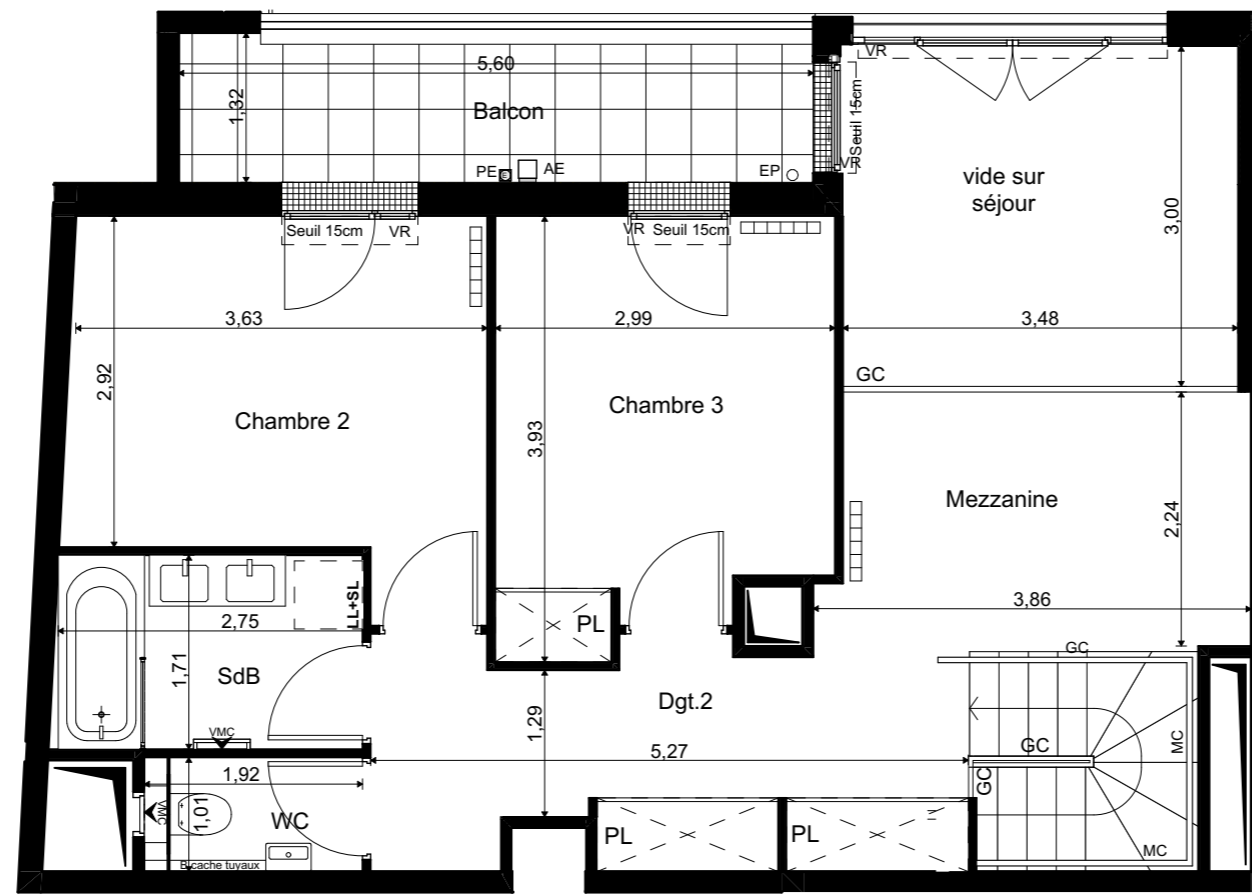 5,60
1,32
Balcon
PE
AE
EP
VR
Seuil 15cm
VR
vide sur
séjour
3,00
Seuil 15cm
VR
VR
Seuil 15cm
3,63
2,99
3,48
2,92
GC
Chambre 2
Chambre 3
3,93
Mezzanine
2,24
LL+SL
PL
3,86
2,75
1,71
SdB
GC
Dgt.2
1,29
VMC
5,27
GC
MC
GC
1,92
VMC
1,01
WC
PL
PL
B.cache tuyaux
MC